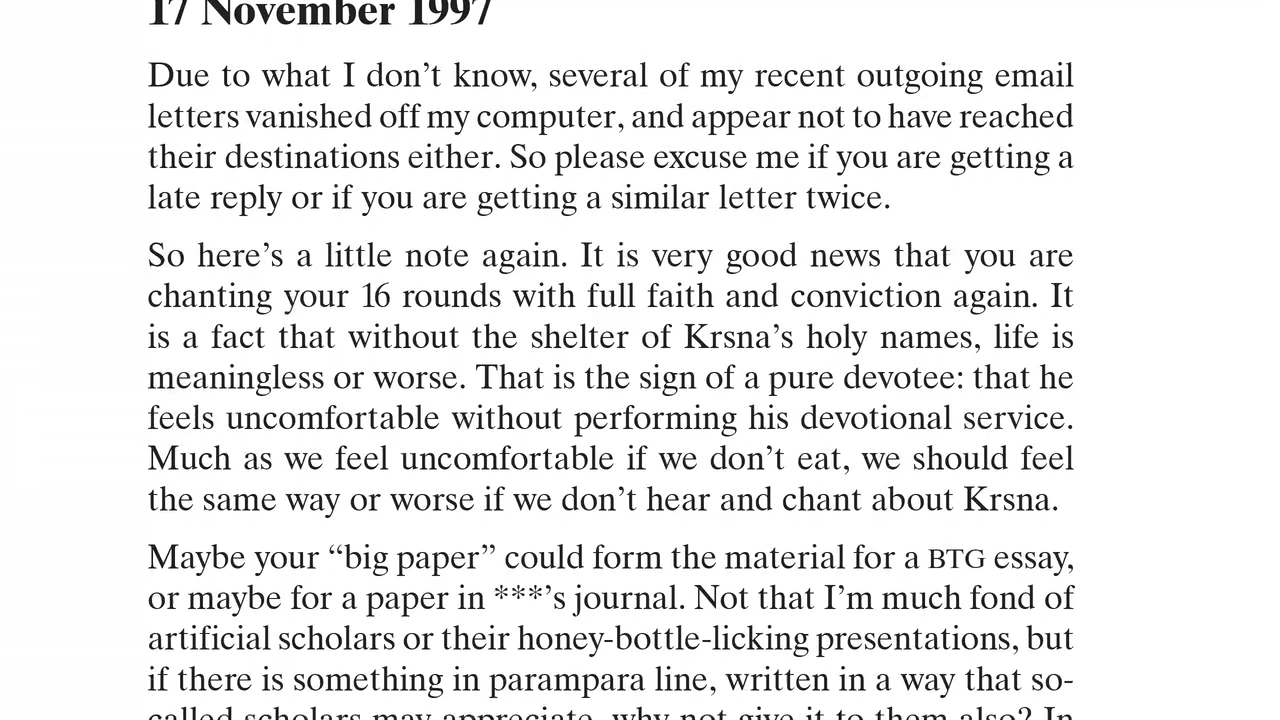 17 November 1997
Due to what I don’t know, several of my recent outgoing email
letters vanished off my computer, and appear not to have reached
their destinations either. So please excuse me if you are getting a
late reply or if you are getting a similar letter twice.
So here’s a little note again. It is very good news that you are
chanting your 16 rounds with full faith and conviction again. It
is a fact that without the shelter of Krsna’s holy names, life is
meaningless or worse. That is the sign of a pure devotee: that he
feels uncomfortable without performing his devotional service.
Much as we feel uncomfortable if we don’t eat, we should feel
the same way or worse if we don’t hear and chant about Krsna.
Maybe your “big paper” could form the material for a BTG essay,
or maybe for a paper in ***’s journal. Not that I’m much fond of
artificial scholars or their honey-bottle-licking presentations, but
if there is something in parampara line, written in a way that so-
called scholars may appreciate, why not give it to them also? In